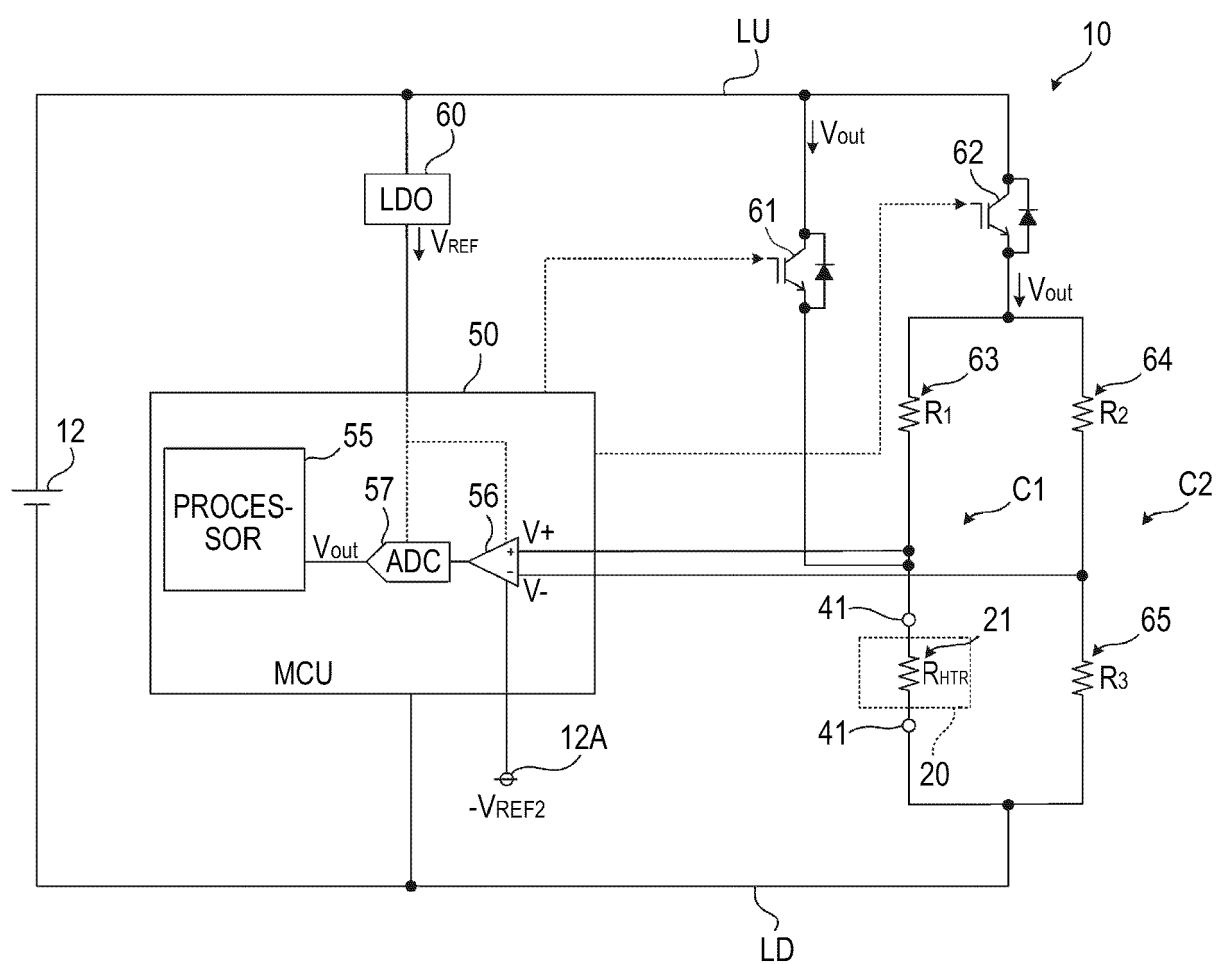 LU
10
60
Vout
62
LDO
61
VREF
Vout
50
63
64
12
55
R1
R2
PROCES-
SOR
57
56
C1
C2
V+
Vout
ADC
+
-
V-
41
21
65
RHTR
R3
MCU
41
20
12A
-VREF2
LD